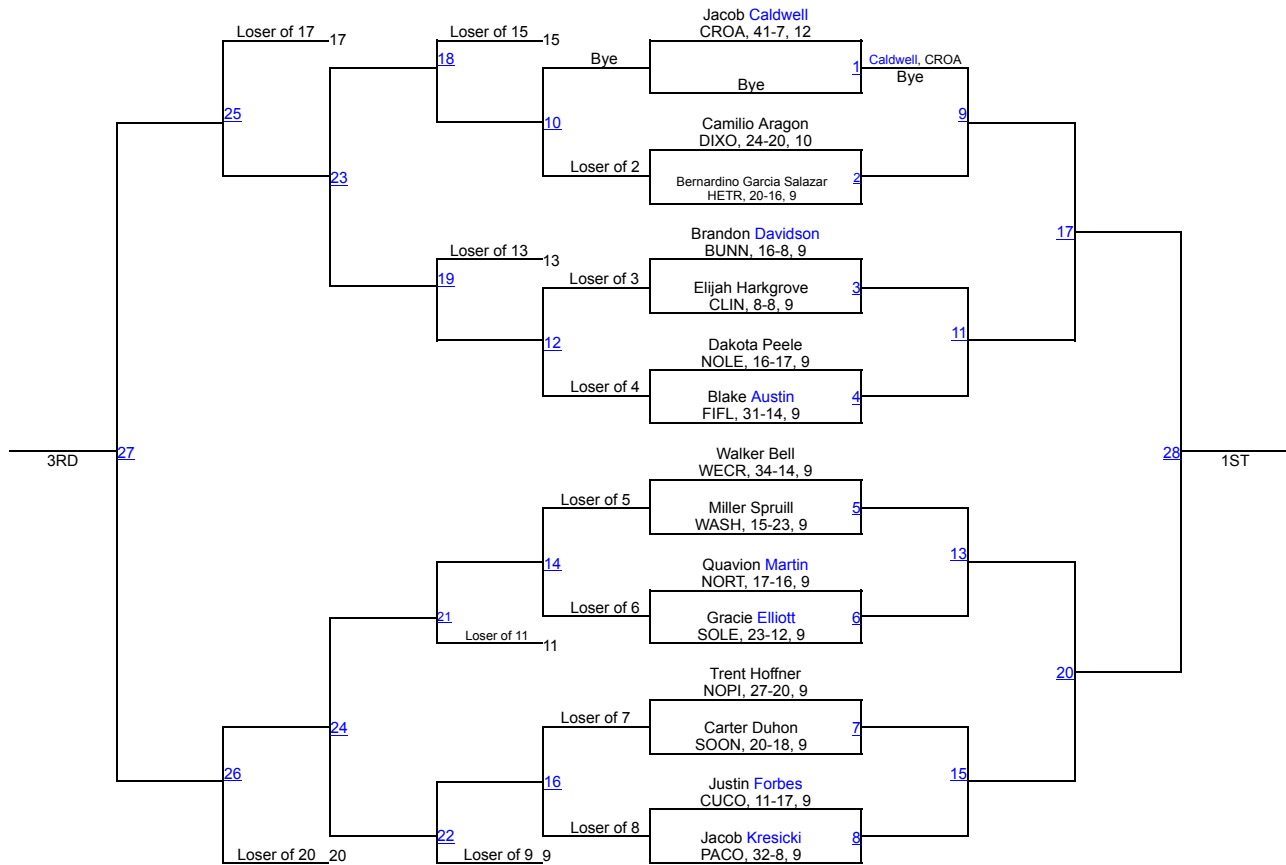 Jacob Caldwell
Loser of 17 17
Loser of 15 15
CROA, 41-7, 12
18
Bye
1
Caldwell, CROA
Bye
Bye
25
10
Camilio Aragon
9
DIXO, 24-20, 10
Loser of 2
23
Bernardino Garcia Salazar
2
HETR, 20-16, 9
Brandon Davidson
17
BUNN, 16-8, 9
Loser of 13 13
19
Loser of 3
Elijah Harkgrove
3
CLIN, 8-8, 9
12
11
Dakota Peele
NOLE, 16-17, 9
Loser of 4
Blake Austin
4
FIFL, 31-14, 9
3RD
27
Walker Bell
28
1ST
WECR, 34-14, 9
Loser of 5
Miller Spruill
5
WASH, 15-23, 9
14
13
Quavion Martin
NORT, 17-16, 9
21
Loser of 6
Gracie Elliott
6
SOLE, 23-12, 9
Loser of 11 11
Trent Hoffner
20
NOPI, 27-20, 9
24
Loser of 7
Carter Duhon
7
SOON, 20-18, 9
26
16
15
Justin Forbes
CUCO, 11-17, 9
22
Loser of 8
Jacob Kresicki
8
PACO, 32-8, 9
Loser of 20 20
Loser of 9 9